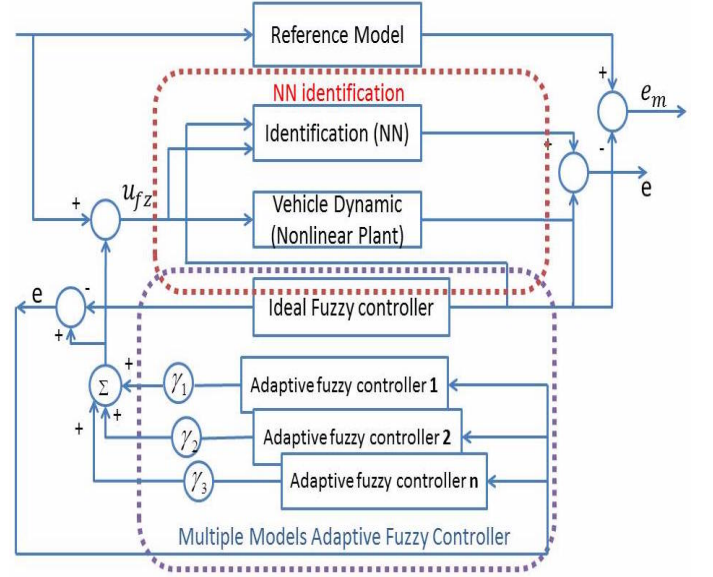 Reference Model
+
e_m
NN identification
Identification (NN)
-
+
u_fz
Vehicle Dynamic
(Nonlinear Plant)
e
+
e
-
Ideal Fuzzy controller
+
+
Σ
γ₁
Adaptive fuzzy controller 1
+
γ₂
Adaptive fuzzy controller 2
+
γ₃
Adaptive fuzzy controller n
Multiple Models Adaptive Fuzzy Controller